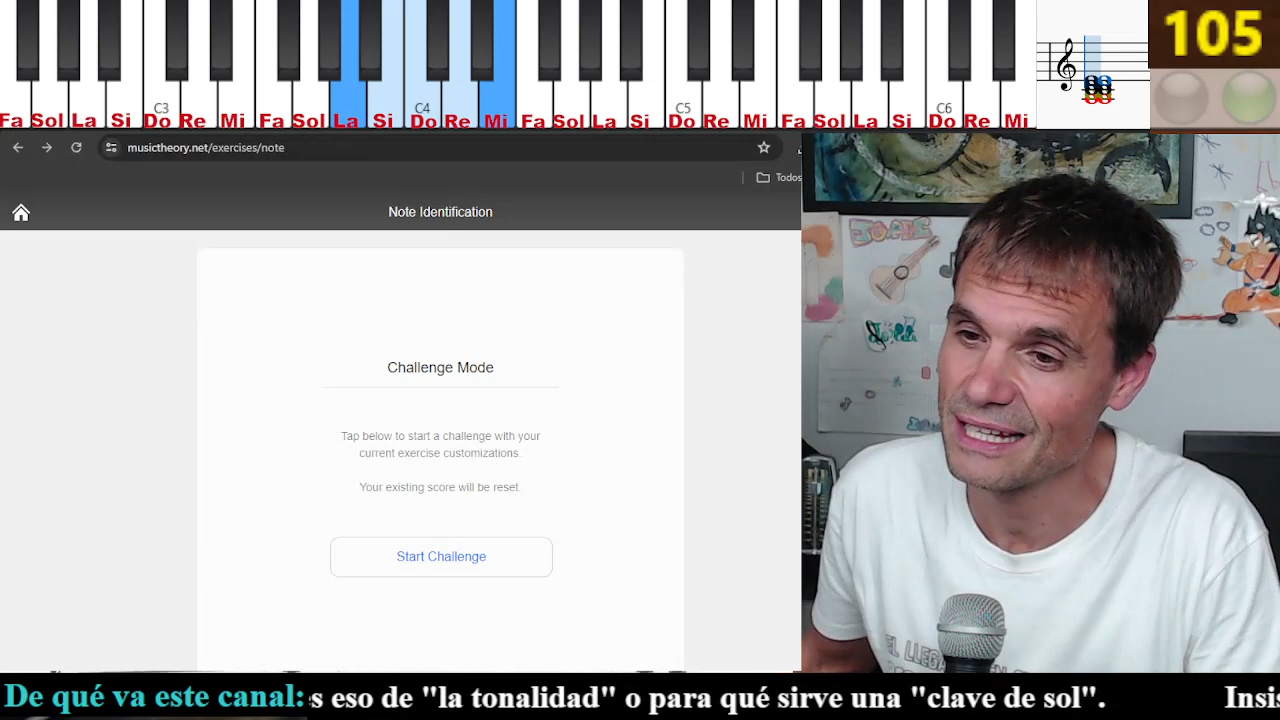 105
C3
C4
C5
C6
Fa Sol La Si Do Re Mi Fa Sol La Si Do Re Mi Fa Sol La Si Do Re Mi Fa Sol La Si Do Re Mi
musictheory.net/exercises/note
Todos
Note Identification
Challenge Mode
Tap below to start a challenge with your
current exercise customizations.
Your existing score will be reset.
Start Challenge
De qué va este canal: s eso de "la tonalidad" o para qué sirve una "clave de sol". Insis